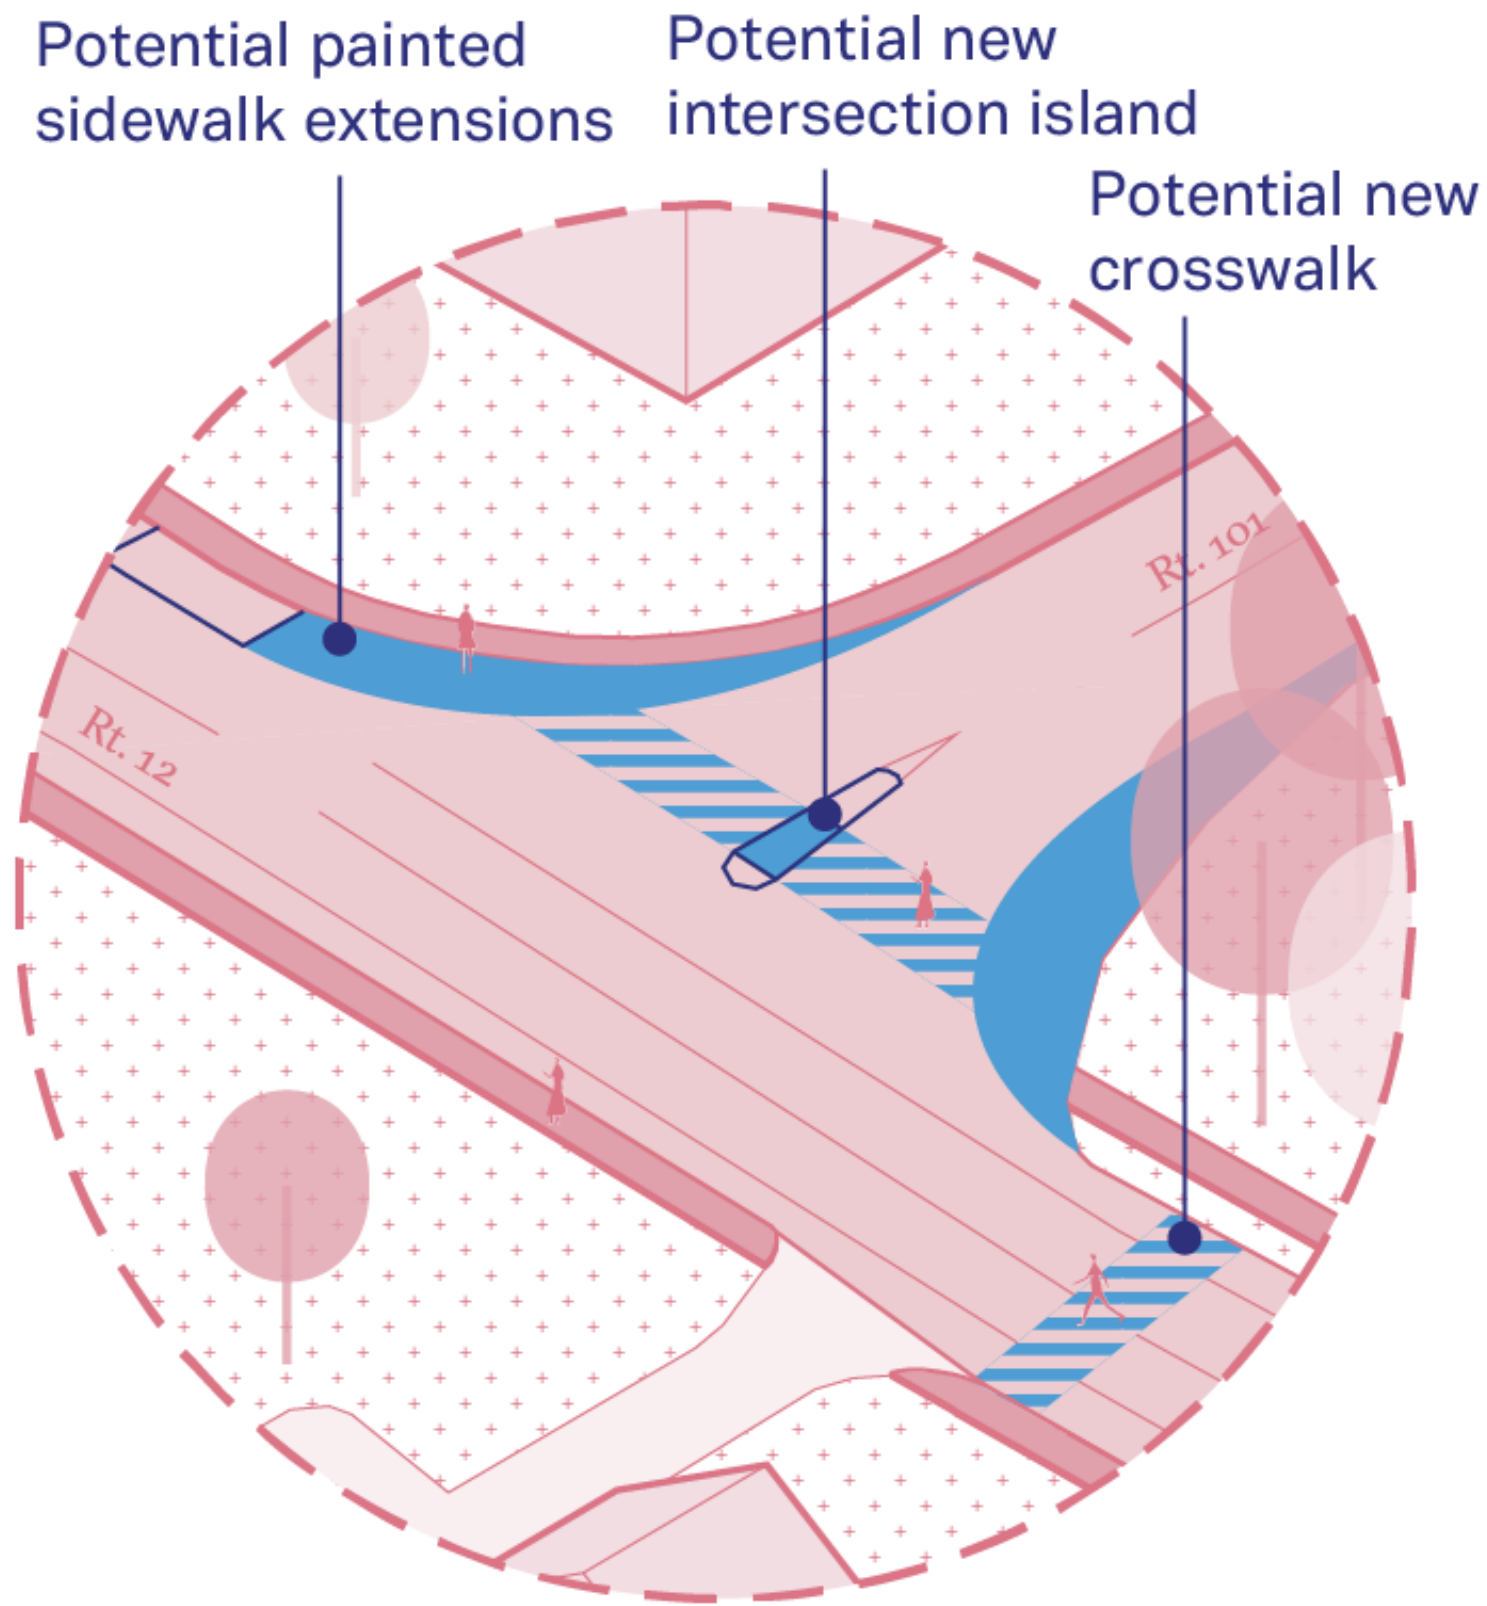 Potential painted
sidewalk extensions
Potential new
intersection island
Potential new
crosswalk
Rt. 101
Rt. 12